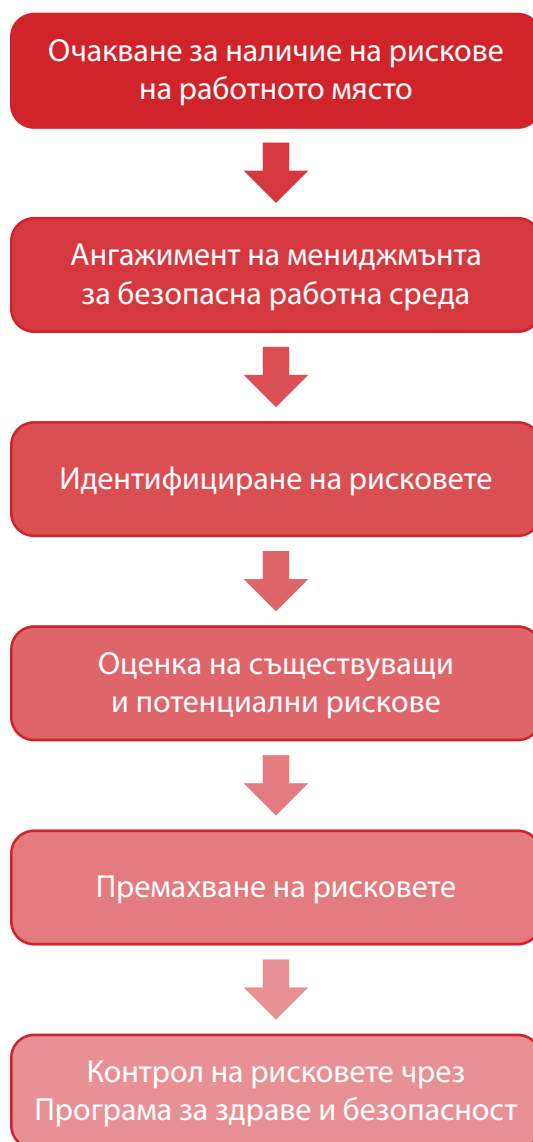 Очакване за наличие на рискове
на работното място
Ангажимент на мениджмънта
за безопасна работна среда
Идентифициране на рисковете
Оценка на съществуващи
и потенциални рискове
Премахване на рисковете
Контрол на рисковете чрез
Програма за здраве и безопасност